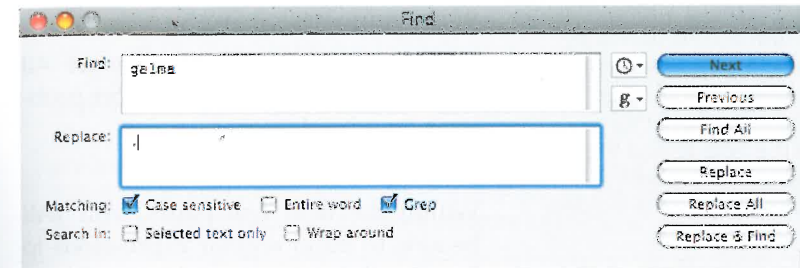 Find
Find: galma
g
Next
Previous
Find All
Replace:
Replace
Matching: Case sensitive Entire word Grep
Replace All
Search in: Selected text only Wrap around
Replace & Find